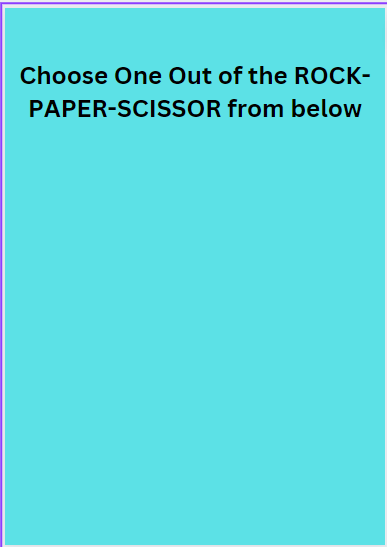 Choose One Out of the ROCK-
PAPER-SCISSOR from below